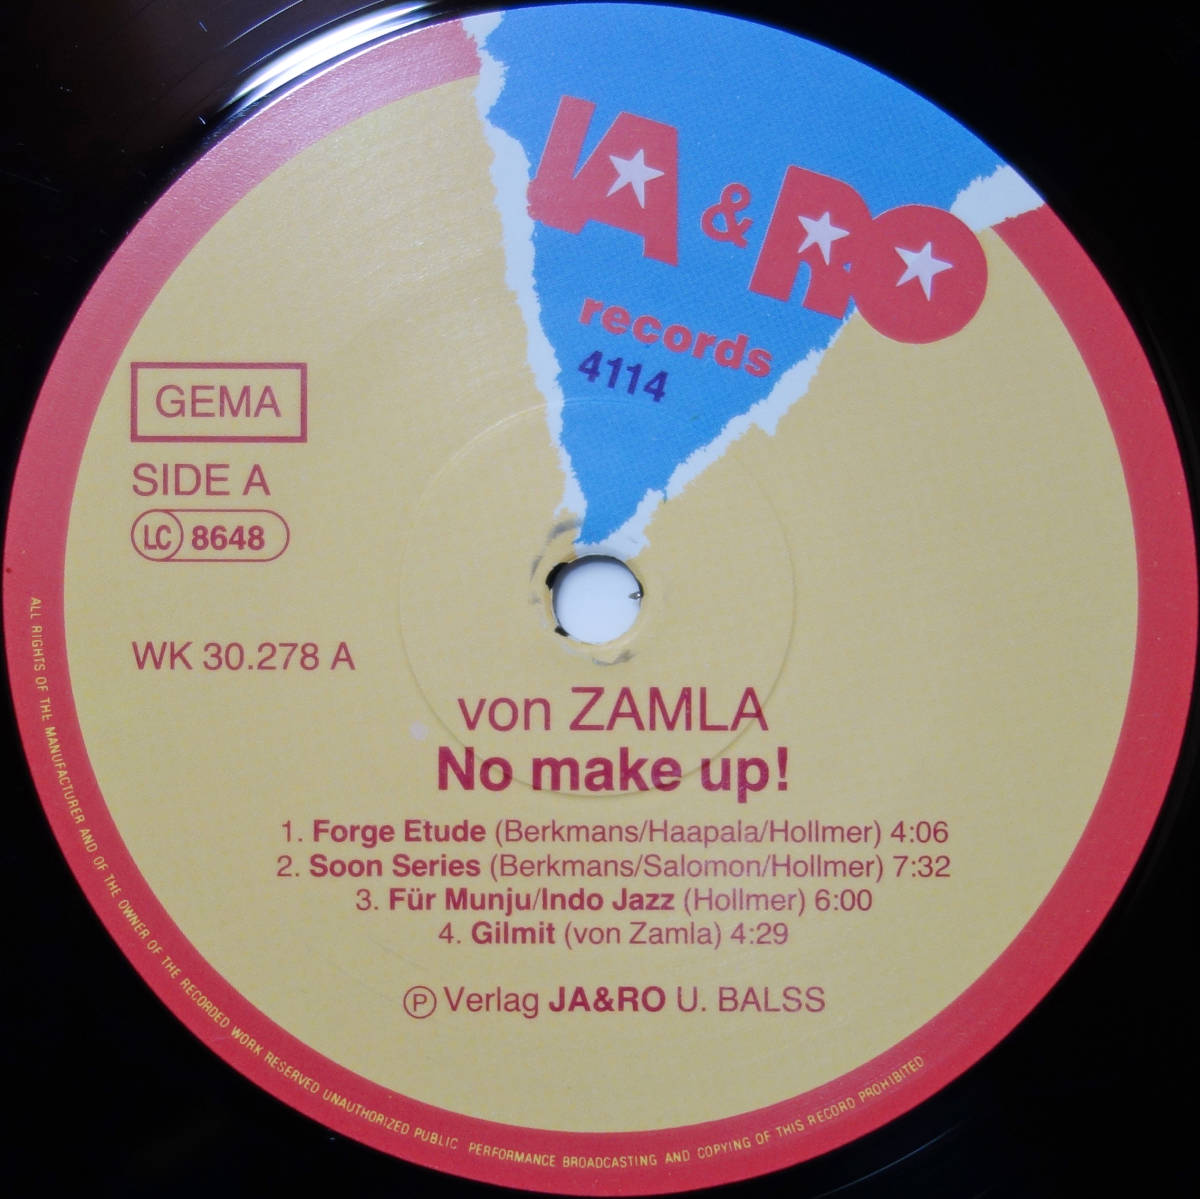 JA & RO
records
4114
GEMA
SIDE A
LC 8648
WK 30.278 A
von ZAMLA
No make up!
1. Forge Etude (Berkmans/Haapala/Hollmer) 4:06
2. Soon Series (Berkmans/Salomon/Hollmer) 7:32
3. Für Munju/Indo Jazz (Hollmer) 6:00
4. Gilmit (von Zamla) 4:29
℗ Verlag JA&RO U. BALSS
ALL RIGHTS OF THE MANUFACTURER AND OF THE OWNER OF THE RECORDED WORK RESERVED UNAUTHORIZED PUBLIC PERFORMANCE BROADCASTING AND COPYING OF THIS RECORD PROHIBITED